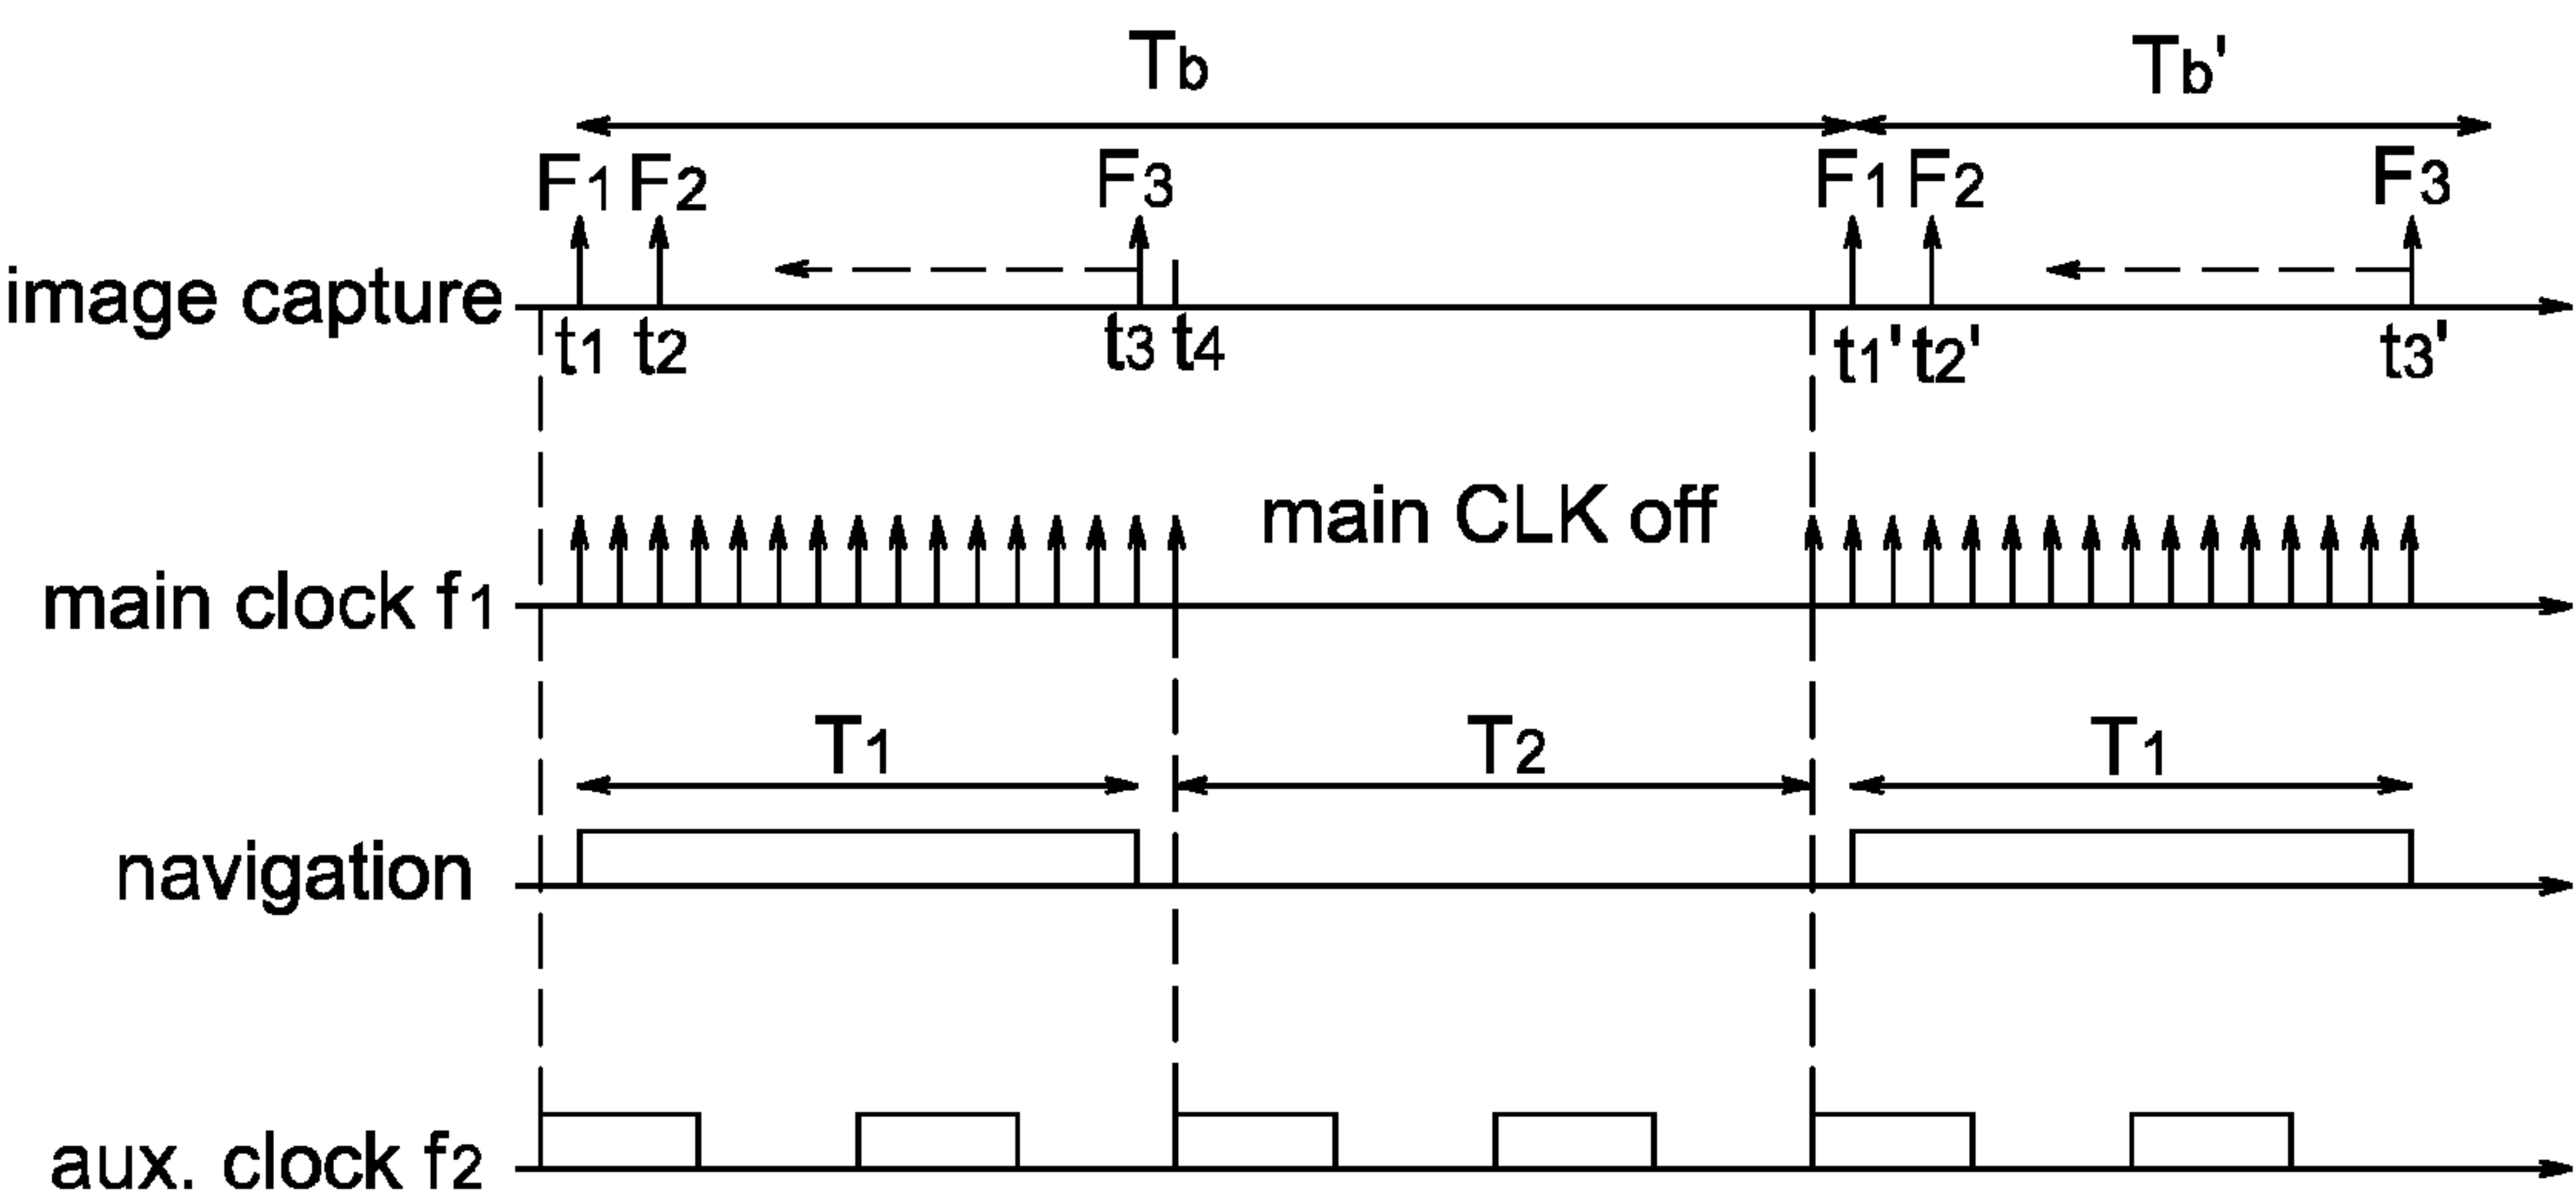 Tb Tb'
F1 F2 F3 F1 F2 F3
image capture
t1 t2 t3 t4 t1' t2' t3'
main CLK off
main clock f1
T1 T2 T1
navigation
aux. clock f2